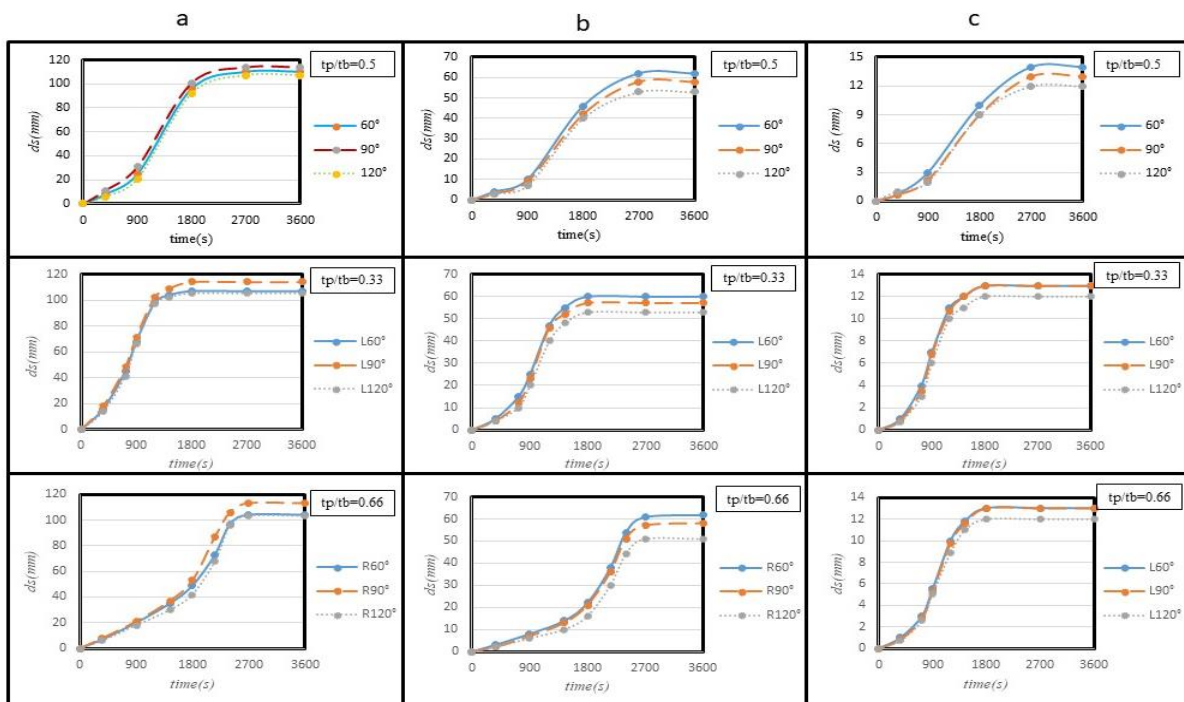 a
b
c
120
100
80
60
40
20
0
ds(mm)
0 900 1800 2700 3600
time(s)
tp/tb=0.5
60°
90°
120°
70
60
50
40
30
20
10
0
ds(mm)
0 900 1800 2700 3600
time(s)
tp/tb=0.5
60°
90°
120°
15
12
9
6
3
0
ds (mm)
0 900 1800 2700 3600
time(s)
tp/tb=0.5
60°
90°
120°
120
100
80
60
40
20
0
ds(mm)
0 900 1800 2700 3600
time(s)
tp/tb=0.33
L60°
L90°
L120°
70
60
50
40
30
20
10
0
ds(mm)
0 900 1800 2700 3600
time(s)
tp/tb=0.33
L60°
L90°
L120°
14
12
10
8
6
4
2
0
ds(mm)
0 900 1800 2700 3600
time(s)
tp/tb=0.33
L60°
L90°
L120°
120
100
80
60
40
20
0
ds(mm)
0 900 1800 2700 3600
time(s)
tp/tb=0.66
R60°
R90°
R120°
70
60
50
40
30
20
10
0
ds(mm)
0 900 1800 2700 3600
time(s)
tp/tb=0.66
R60°
R90°
R120°
14
12
10
8
6
4
2
0
ds(mm)
0 900 1800 2700 3600
time(s)
tp/tb=0.66
L60°
L90°
L120°